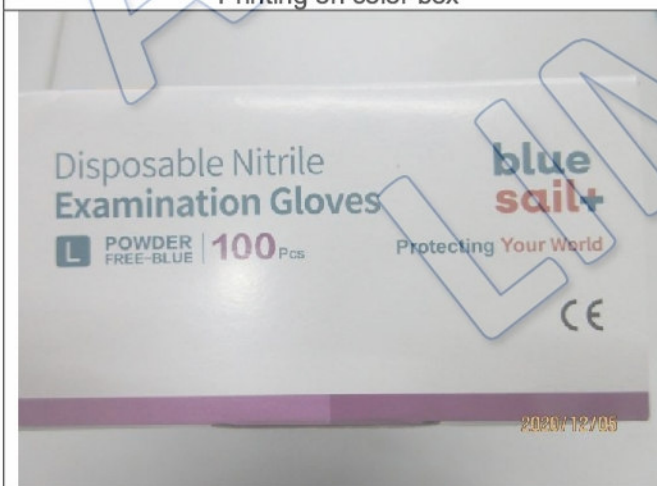 Printing on color box
Disposable Nitrile
Examination Gloves
L POWDER FREE-BLUE 100 Pcs
blue
sail+
Protecting Your World
CE
2020/12/05